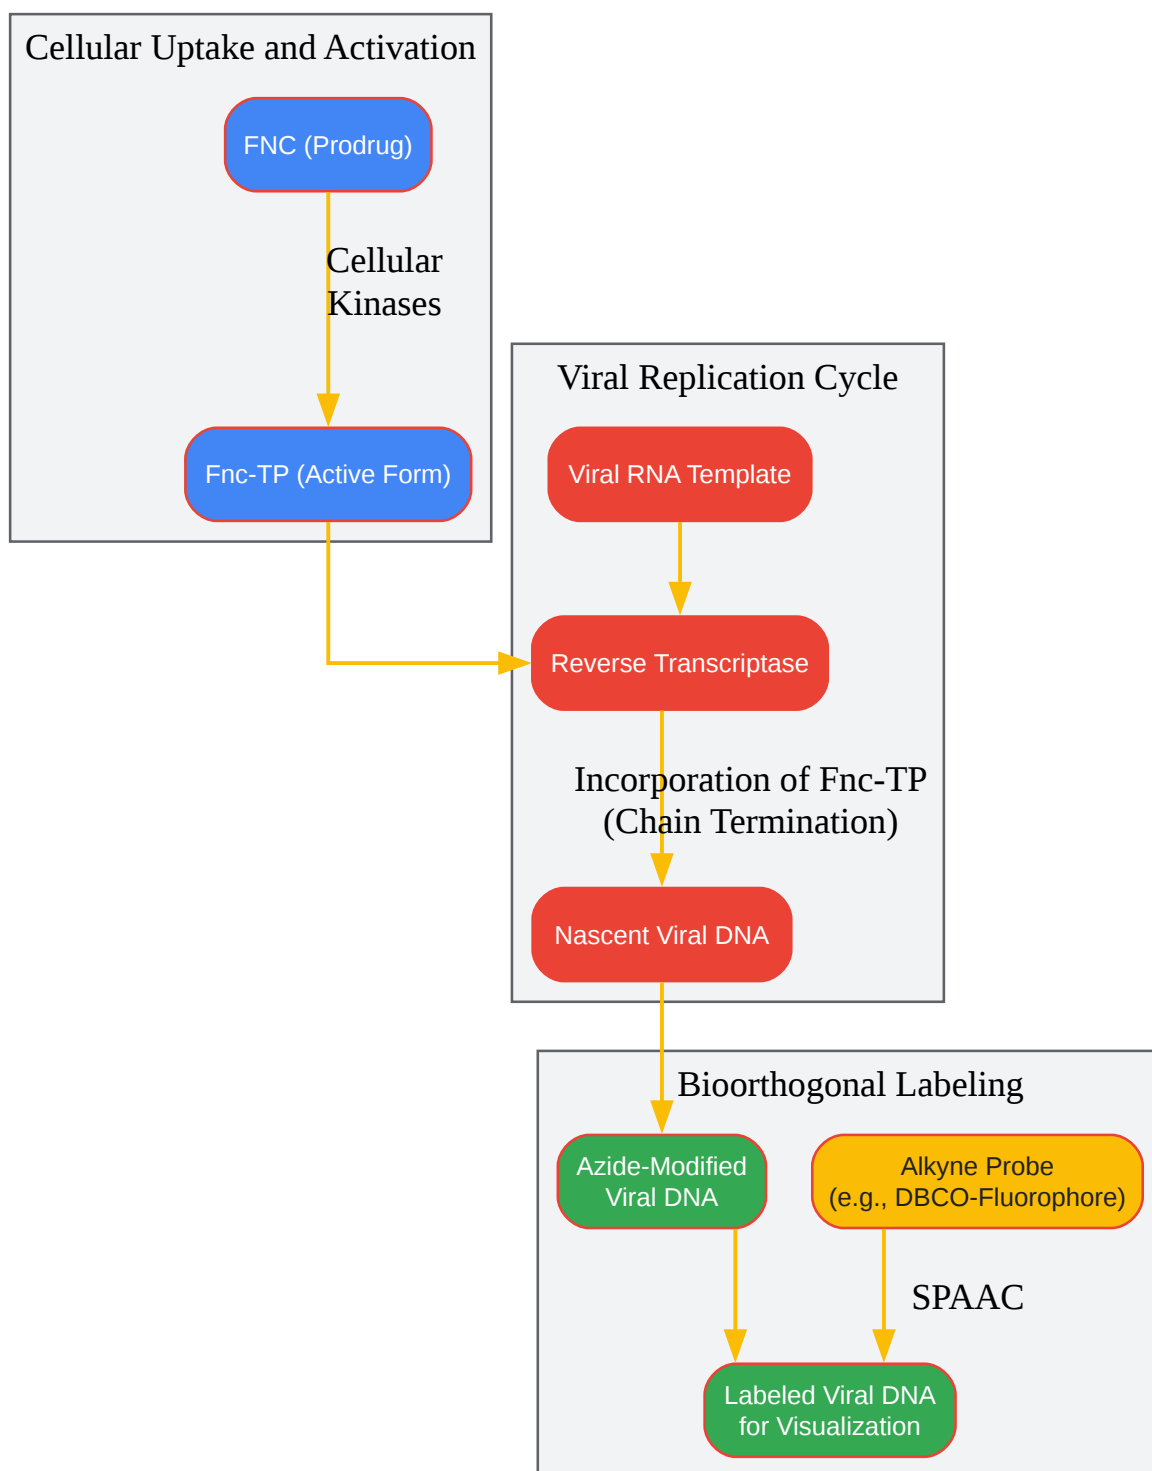 Cellular Uptake and Activation
FNC (Prodrug)
Cellular
Kinases
Fnc-TP (Active Form)
Viral Replication Cycle
Viral RNA Template
Reverse Transcriptase
Incorporation of Fnc-TP
(Chain Termination)
Nascent Viral DNA
Bioorthogonal Labeling
Azide-Modified
Viral DNA
Alkyne Probe
(e.g., DBCO-Fluorophore)
SPAAC
Labeled Viral DNA
for Visualization